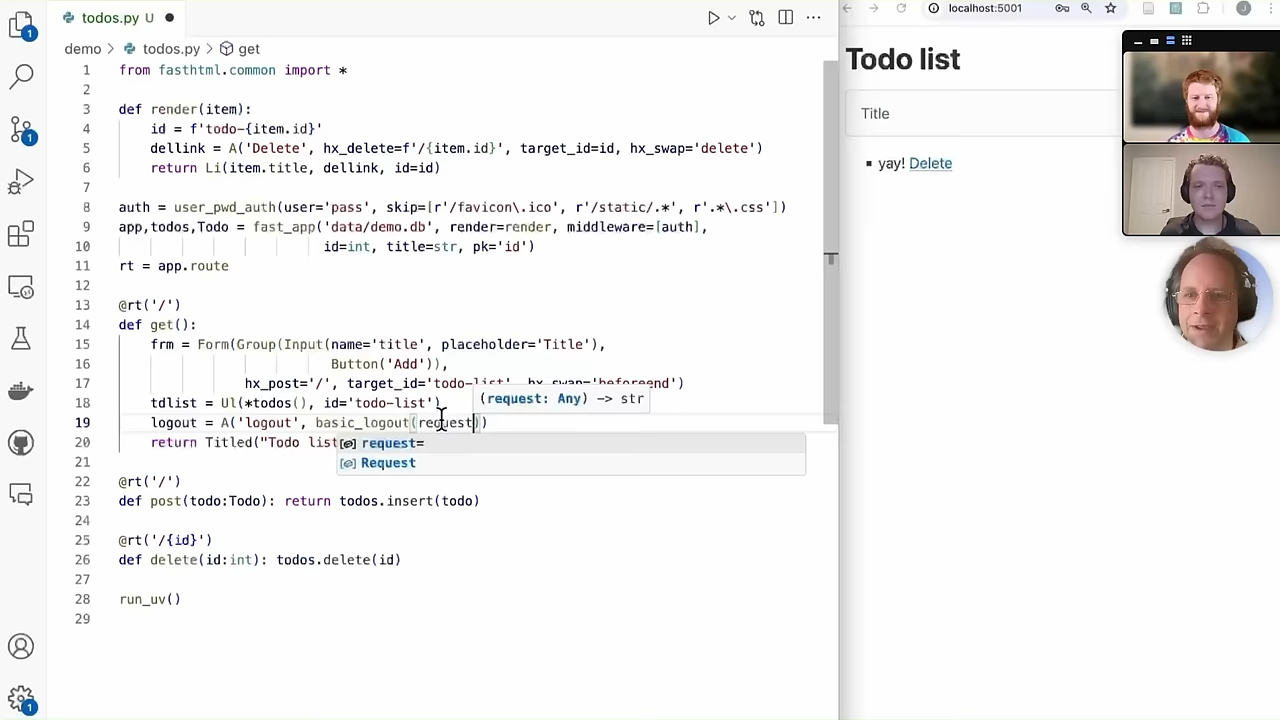 todos.py U
demo > todos.py > get
1 from fasthtml.common import *
2
3 def render(item):
4 id = f'todo-{item.id}'
5 dellink = A('Delete', hx_delete=f'/{item.id}', target_id=id, hx_swap='delete')
6 return Li(item.title, dellink, id=id)
7
8 auth = user_pwd_auth(user='pass', skip=[r'/favicon\.ico', r'/static/.*', r'.*\.css'])
9 app,todos,Todo = fast_app('data/demo.db', render=render, middleware=[auth],
10 id=int, title=str, pk='id')
11 rt = app.route
12
13 @rt('/')
14 def get():
15 frm = Form(Group(Input(name='title', placeholder='Title'),
16 Button('Add')),
17 hx_post='/', target_id='todo-list', hx_swap='beforeend')
(request: Any) -> str
18 tdlist = Ul(*todos(), id='todo-list')
19 logout = A('logout', basic_logout(request))
20 return Titled("Todo list
request=
Request
21
22 @rt('/')
23 def post(todo:Todo): return todos.insert(todo)
24
25 @rt('/{id}')
26 def delete(id:int): todos.delete(id)
27
28 run_uv()
29
1
1
1
localhost:5001
J
Todo list
Title
yay! Delete